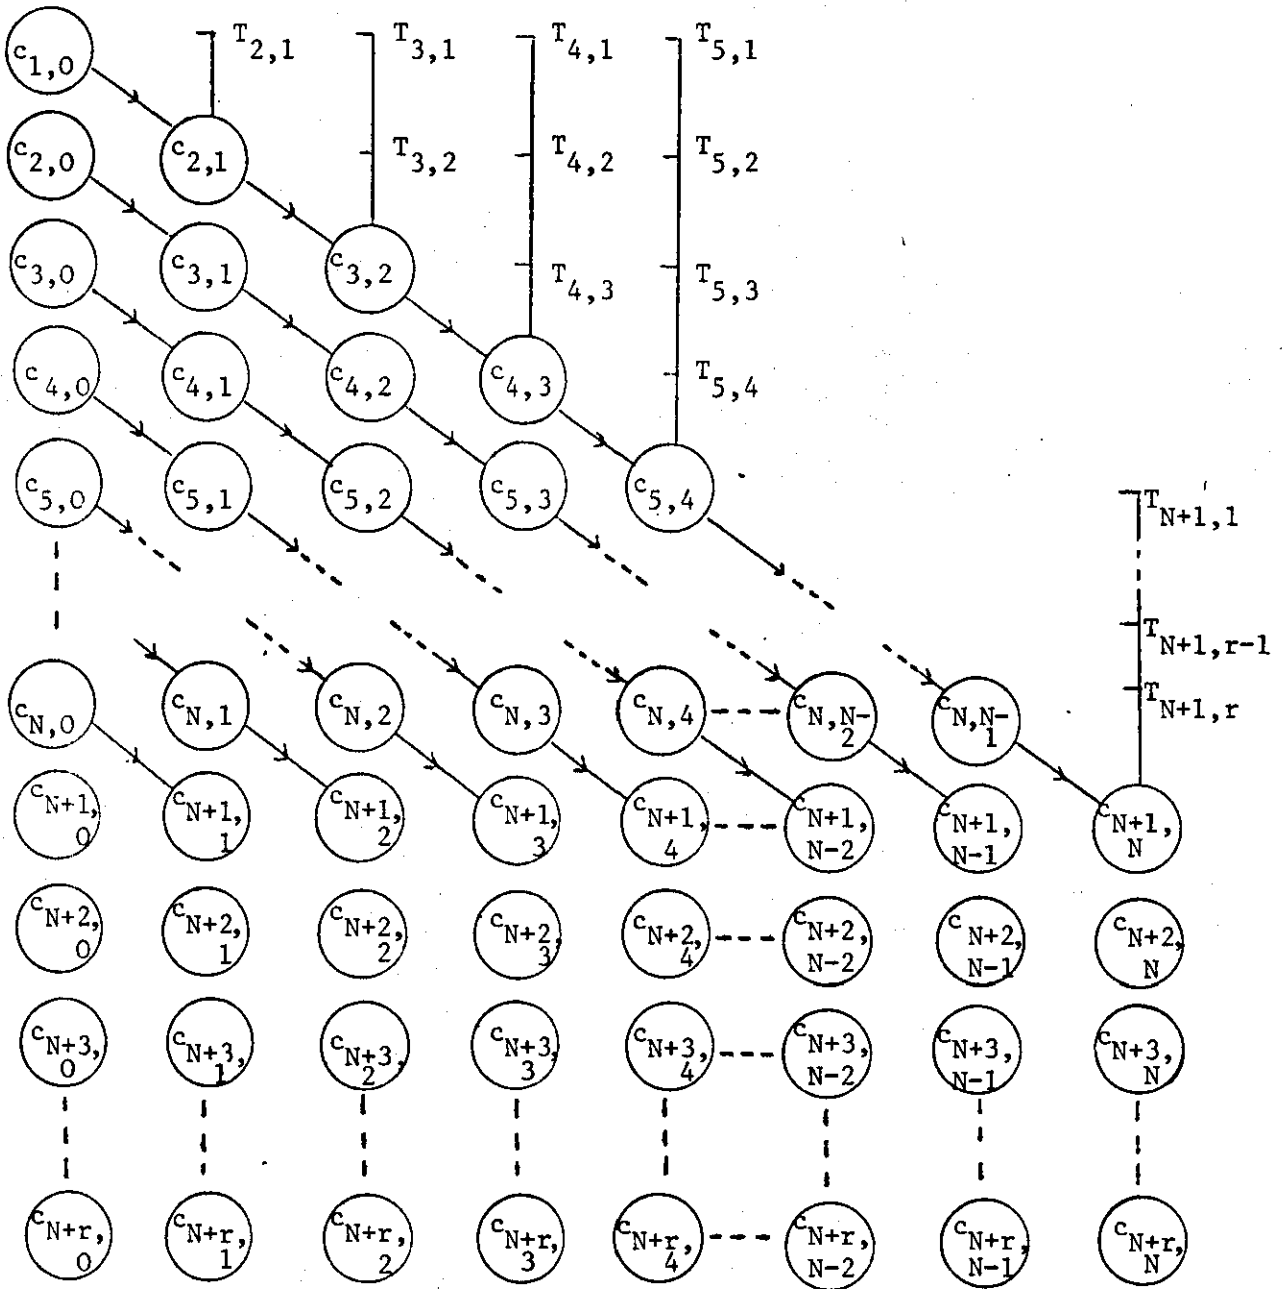 c1,0 T2,1 T3,1 T4,1 T5,1
c2,0 c2,1 T3,2 T4,2 T5,2
c3,0 c3,1 c3,2 T4,3 T5,3
c4,0 c4,1 c4,2 c4,3 T5,4
c5,0 c5,1 c5,2 c5,3 c5,4 TN+1,1
TN+1,r-1
cN,0 cN,1 cN,2 cN,3 cN,4 cN,N-2 cN,N-1 TN+1,r
cN+1,0 cN+1,1 cN+1,2 cN+1,3 cN+1,4 cN+1,N-2 cN+1,N-1 cN+1,N
cN+2,0 cN+2,1 cN+2,2 cN+2,3 cN+2,4 cN+2,N-2 cN+2,N-1 cN+2,N
cN+3,0 cN+3,1 cN+3,2 cN+3,3 cN+3,4 cN+3,N-2 cN+3,N-1 cN+3,N
cN+r,0 cN+r,1 cN+r,2 cN+r,3 cN+r,4 cN+r,N-2 cN+r,N-1 cN+r,N